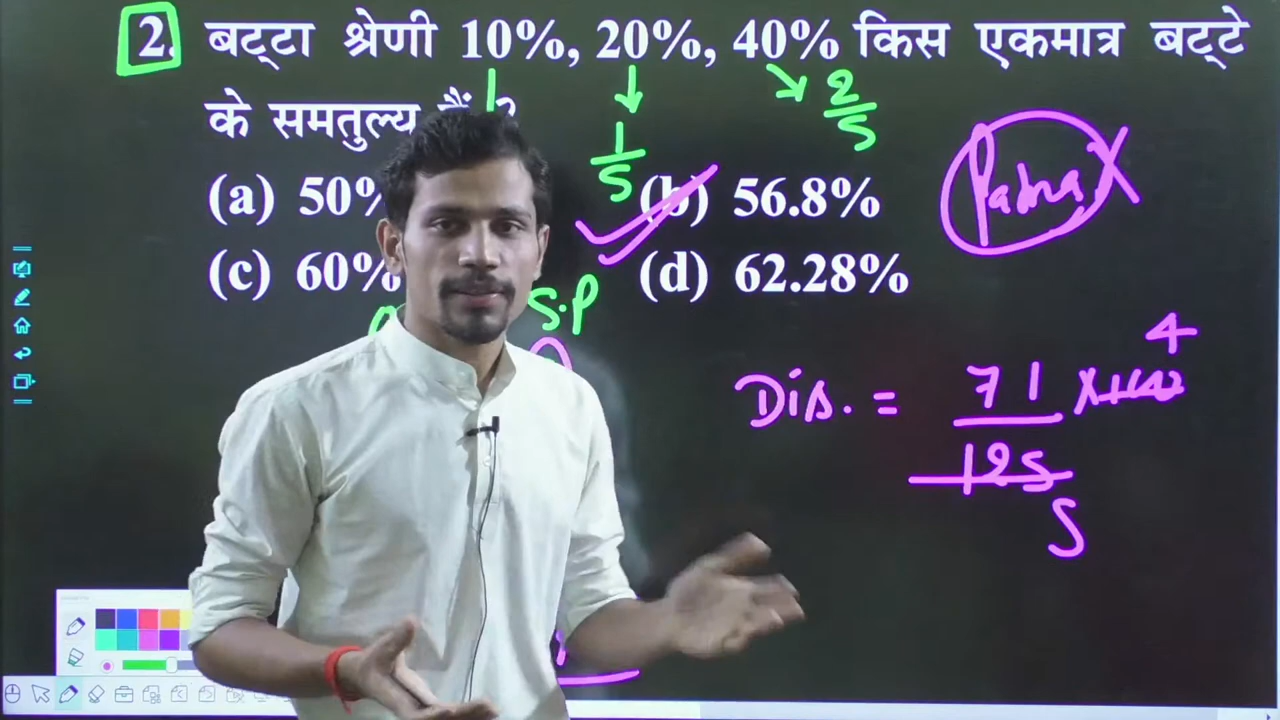 2. बट्टा श्रेणी 10%, 20%, 40% किस एकमात्र बट्टे
के समतुल्य हैं ?
1/5
2/5
(a) 50% (b) 56.8%
(c) 60% (d) 62.28%
S.P
Dis. = 71/125 × 100
4
5